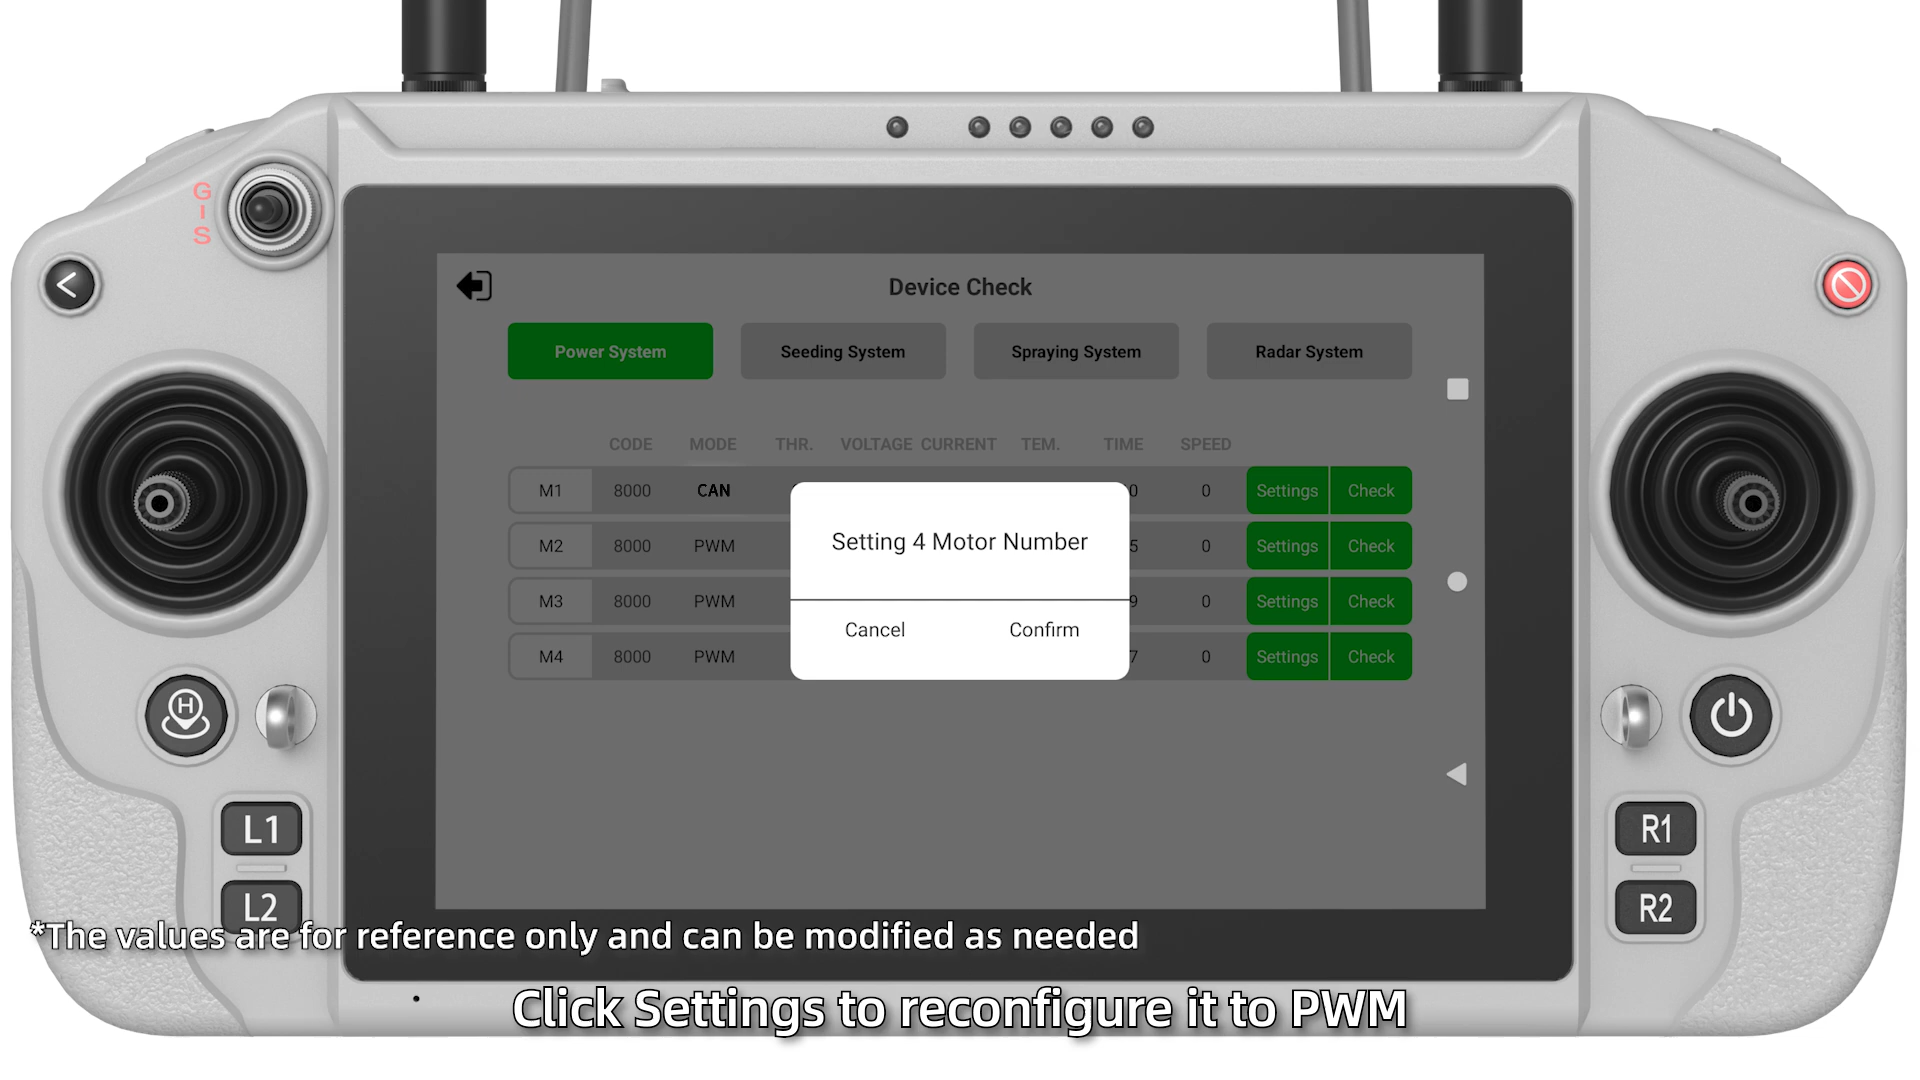 G
I
S
Device Check
Power System Seeding System Spraying System Radar System
CODE MODE THR. VOLTAGE CURRENT TEM. TIME SPEED
M1 8000 CAN 0 0 Settings Check
M2 8000 PWM 5 0 Settings Check
M3 8000 PWM 9 0 Settings Check
M4 8000 PWM 7 0 Settings Check
Setting 4 Motor Number
Cancel Confirm
H
L1
L2
R1
R2
*The values are for reference only and can be modified as needed
Click Settings to reconfigure it to PWM